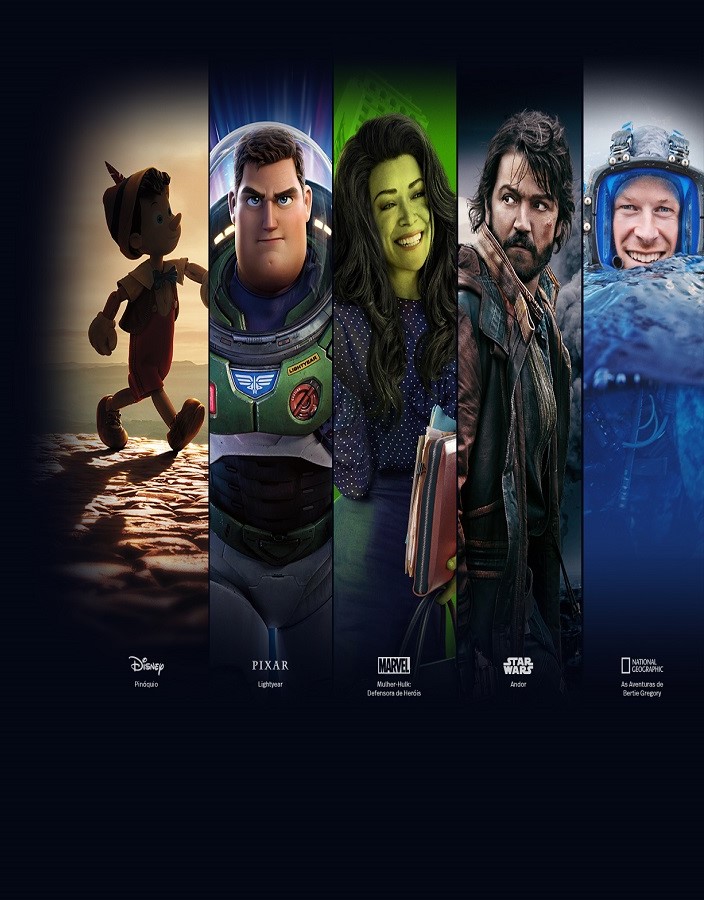 LIGHTYEAR
Disney
Pinóquio
PIXAR
Lightyear
MARVEL
Mulher-Hulk:
Defensora de Heróis
STAR
WARS
Andor
NATIONAL
GEOGRAPHIC
As Aventuras de
Bertie Gregory